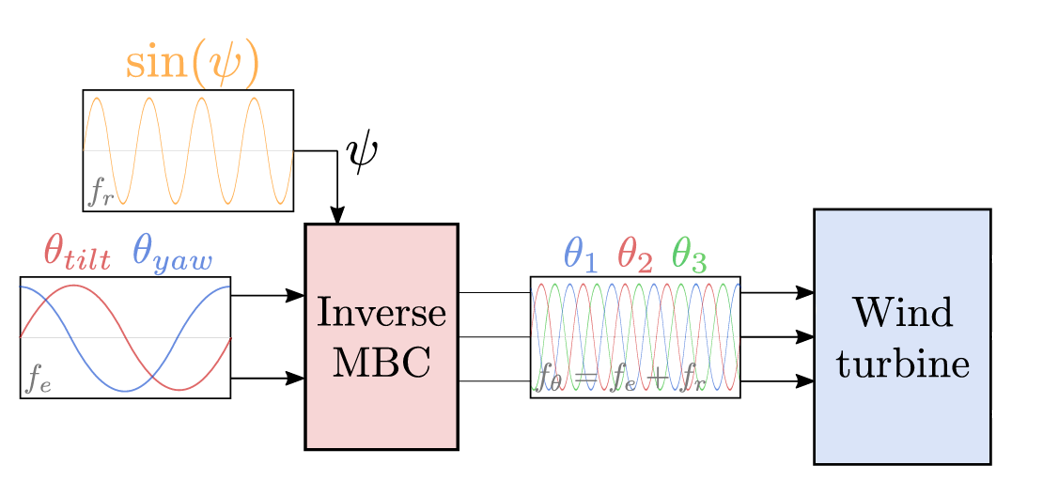 sin(ψ)
f_r
ψ
θ_tilt θ_yaw
f_e
Inverse
MBC
θ_1 θ_2 θ_3
f_θ = f_e + f_r
Wind
turbine